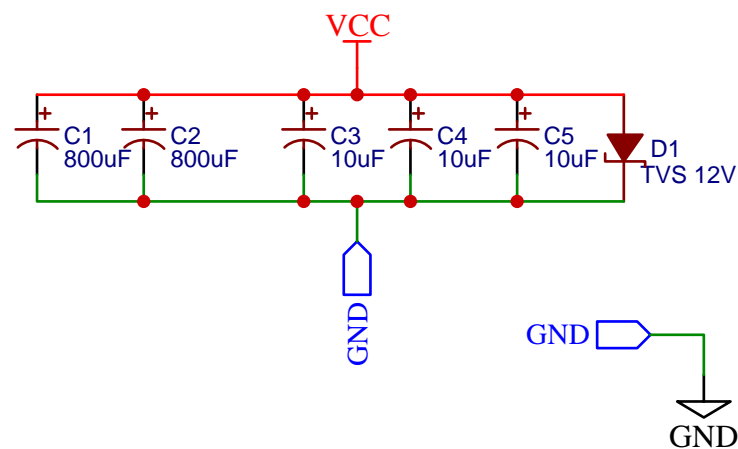 VCC
+ C1 800uF
+ C2 800uF
+ C3 10uF
+ C4 10uF
+ C5 10uF
D1
TVS 12V
GND
GND
GND